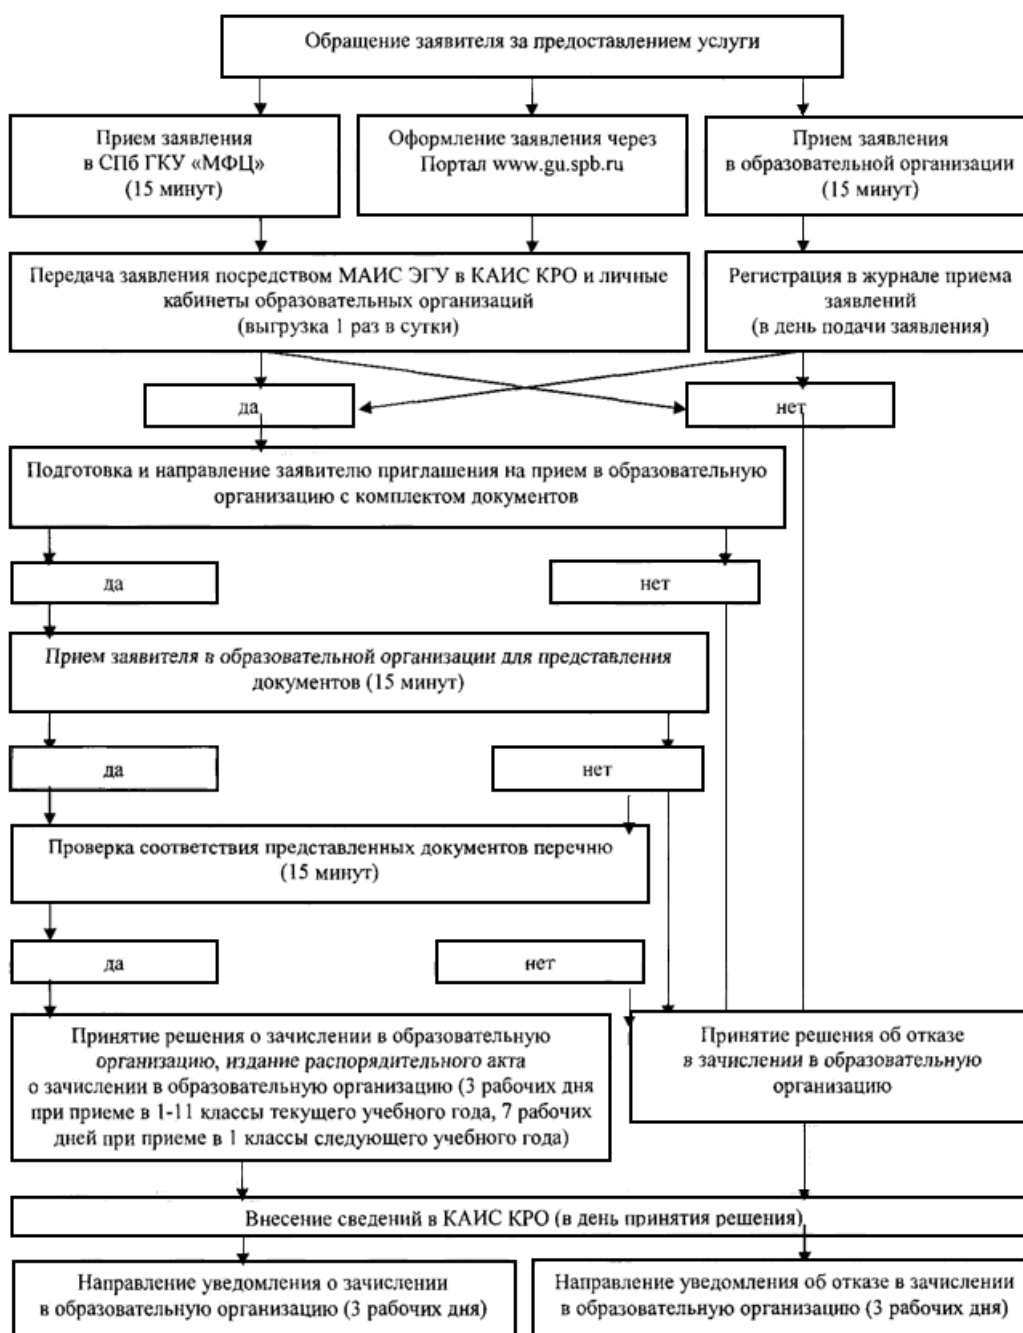 Обращение заявителя за предоставлением услуги
Прием заявления
в СПб ГКУ «МФЦ»
(15 минут)
Оформление заявления через
Портал www.gu.spb.ru
Прием заявления
в образовательной организации
(15 минут)
Передача заявления посредством МАИС ЭГУ в КАИС КРО и личные
кабинеты образовательных организаций
(выгрузка 1 раз в сутки)
Регистрация в журнале приема
заявлений
(в день подачи заявления)
да
нет
Подготовка и направление заявителю приглашения на прием в образовательную
организацию с комплектом документов
да
нет
Прием заявителя в образовательной организации для представления
документов (15 минут)
да
нет
Проверка соответствия представленных документов перечню
(15 минут)
да
нет
Принятие решения о зачислении в образовательную
организацию, издание распорядительного акта
о зачислении в образовательную организацию (3 рабочих дня
при приеме в 1-11 классы текущего учебного года, 7 рабочих
дней при приеме в 1 классы следующего учебного года)
Принятие решения об отказе
в зачислении в образовательную
организацию
Внесение сведений в КАИС КРО (в день принятия решения)
Направление уведомления о зачислении
в образовательную организацию (3 рабочих дня)
Направление уведомления об отказе в зачислении
в образовательную организацию (3 рабочих дня)